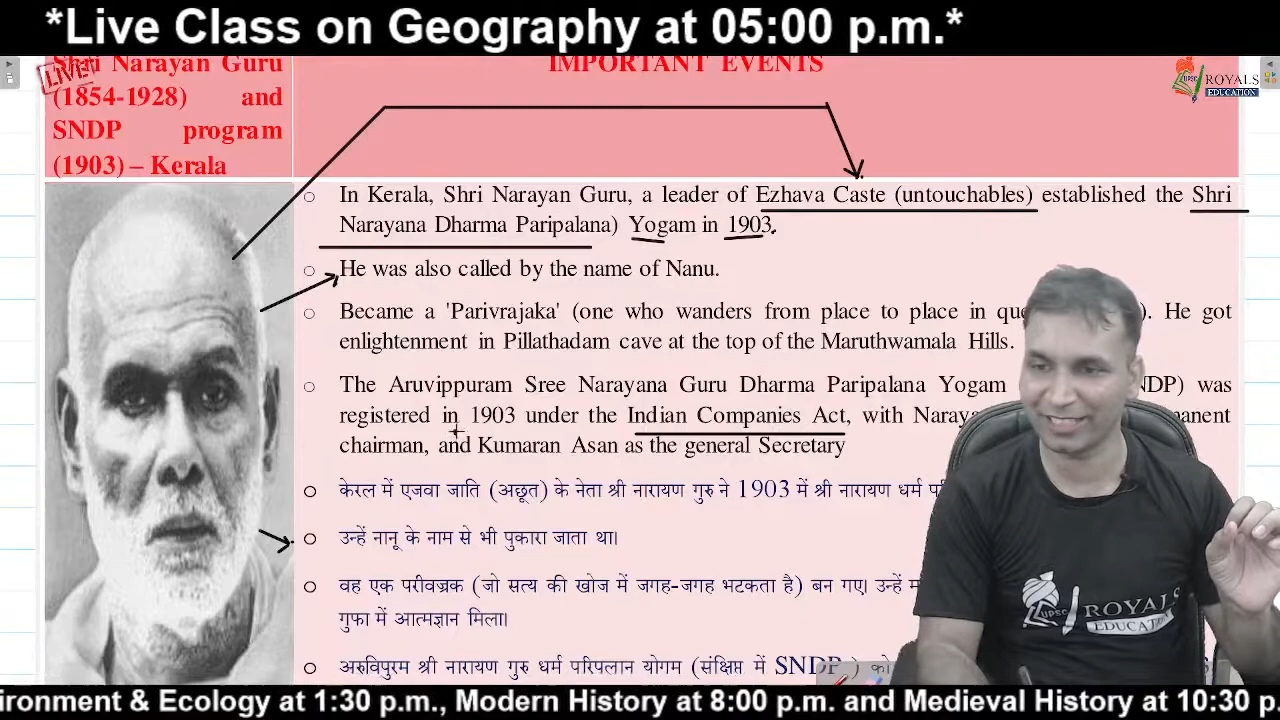 *Live Class on Geography at 05:00 p.m.*
Shri Narayan Guru
(1854-1928) and
SNDP program
(1903) – Kerala
IMPORTANT EVENTS
LIVE
UPSC ROYALS
EDUCATION
In Kerala, Shri Narayan Guru, a leader of Ezhava Caste (untouchables) established the Shri
Narayana Dharma Paripalana) Yogam in 1903.
He was also called by the name of Nanu.
Became a 'Parivrajaka' (one who wanders from place to place in ). He got
enlightenment in Pillathadam cave at the top of the Maruthwamala Hills.
The Aruvippuram Sree Narayana Guru Dharma Paripalana Yogam NDP) was
registered in 1903 under the Indian Companies Act, with
chairman, and Kumaran Asan as the general Secretary
केरल में एजवा जाति (अछूत) के नेता श्री नारायण गुरु ने 1903 में श्री नारायण धर्म
उन्हें नानू के नाम से भी पुकारा जाता था।
वह एक परीवज्रक (जो सत्य की खोज में जगह-जगह भटकता है) बन गए। उन्हें
गुफा में आत्मज्ञान मिला।
अरुविपुरम श्री नारायण गुरु धर्म परिपलान योगम (संक्षिप्त में SNDP ) को
UPSC ROYALS
EDUCATION
ironment & Ecology at 1:30 p.m., Modern History at 8:00 p.m. and Medieval History at 10:30 p.